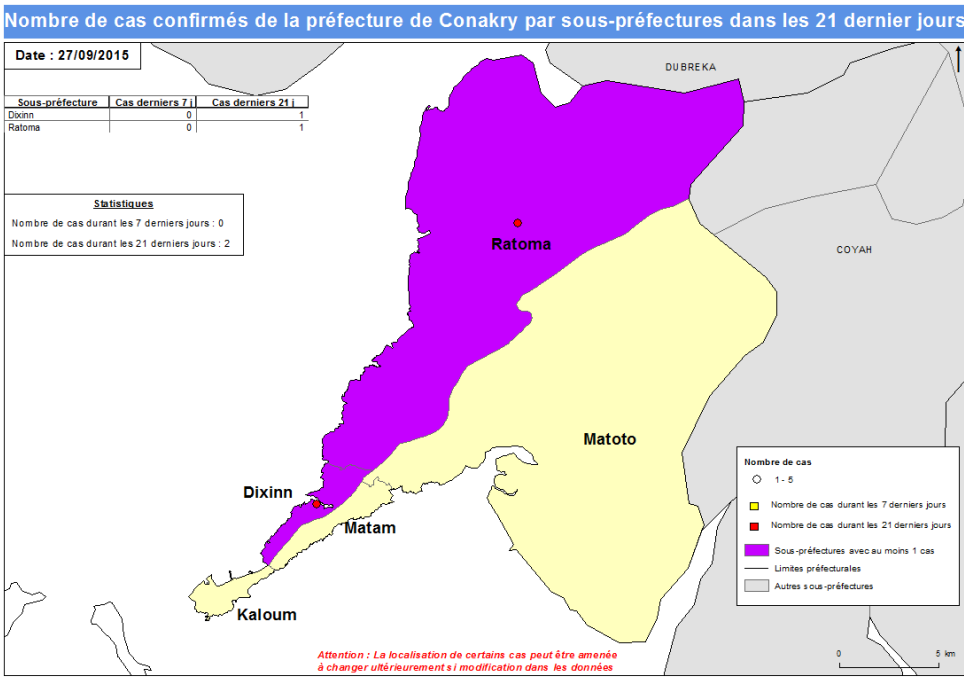 Nombre de cas confirmés de la préfecture de Conakry par sous-préfectures dans les 21 dernier jours
Date : 27/09/2015
DUBREKA
Sous-préfecture Cas derniers 7 j Cas derniers 21 j
Dixinn 0 1
Ratoma 0 1
Statistiques
Nombre de cas durant les 7 derniers jours : 0
Nombre de cas durant les 21 derniers jours : 2
Ratoma
COYAH
Matoto
Dixinn
Matam
Kaloum
Nombre de cas
1 - 5
Nombre de cas durant les 7 derniers jours
Nombre de cas durant les 21 derniers jours
Sous-préfectures avec au moins 1 cas
Limites préfecturales
Autres sous-préfectures
Attention : La localisation de certains cas peut être amenée
à changer ultérieurement si modification dans les données
0 5 km